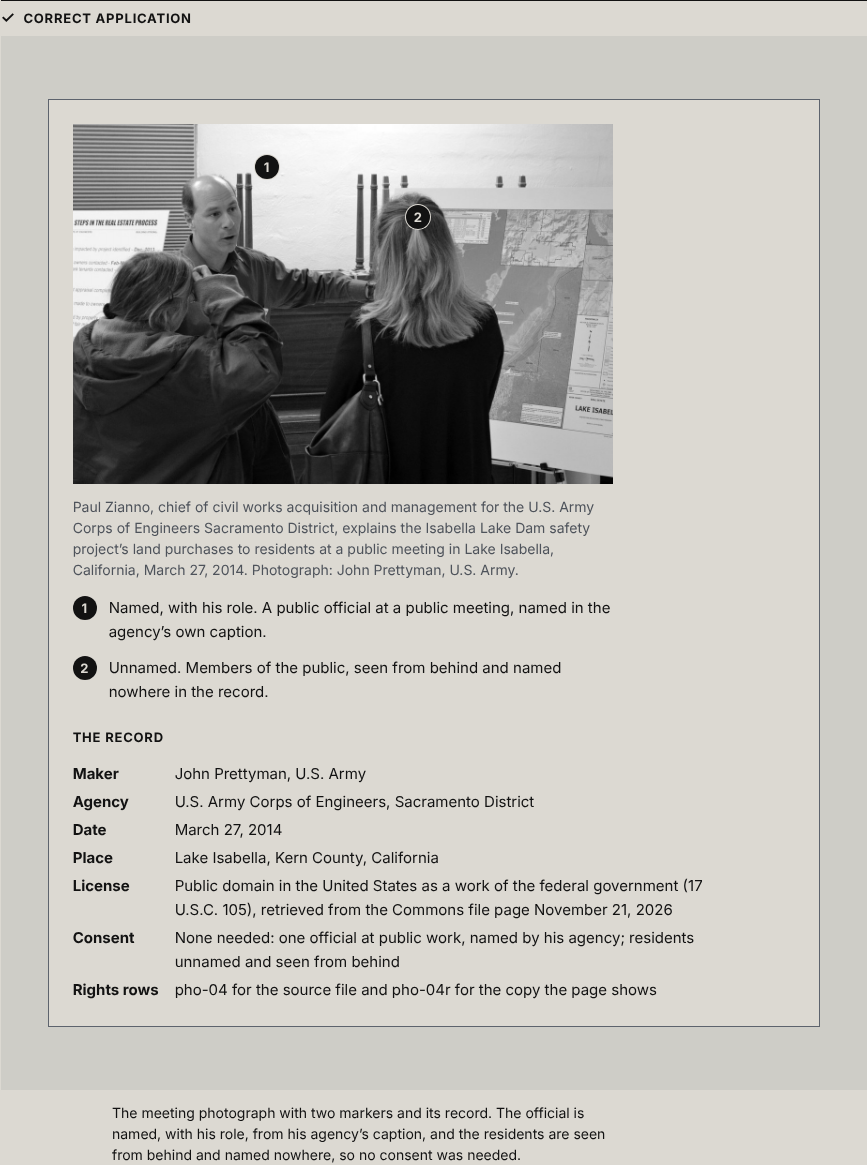 ✓ CORRECT APPLICATION
1
2
STEPS IN THE REAL ESTATE PROCESS
LAKE ISABEL
Paul Zianno, chief of civil works acquisition and management for the U.S. Army
Corps of Engineers Sacramento District, explains the Isabella Lake Dam safety
project’s land purchases to residents at a public meeting in Lake Isabella,
California, March 27, 2014. Photograph: John Prettyman, U.S. Army.
1 Named, with his role. A public official at a public meeting, named in the
agency’s own caption.
2 Unnamed. Members of the public, seen from behind and named
nowhere in the record.
THE RECORD
Maker John Prettyman, U.S. Army
Agency U.S. Army Corps of Engineers, Sacramento District
Date March 27, 2014
Place Lake Isabella, Kern County, California
License Public domain in the United States as a work of the federal government (17
U.S.C. 105), retrieved from the Commons file page November 21, 2026
Consent None needed: one official at public work, named by his agency; residents
unnamed and seen from behind
Rights rows pho-04 for the source file and pho-04r for the copy the page shows
The meeting photograph with two markers and its record. The official is
named, with his role, from his agency’s caption, and the residents are seen
from behind and named nowhere, so no consent was needed.